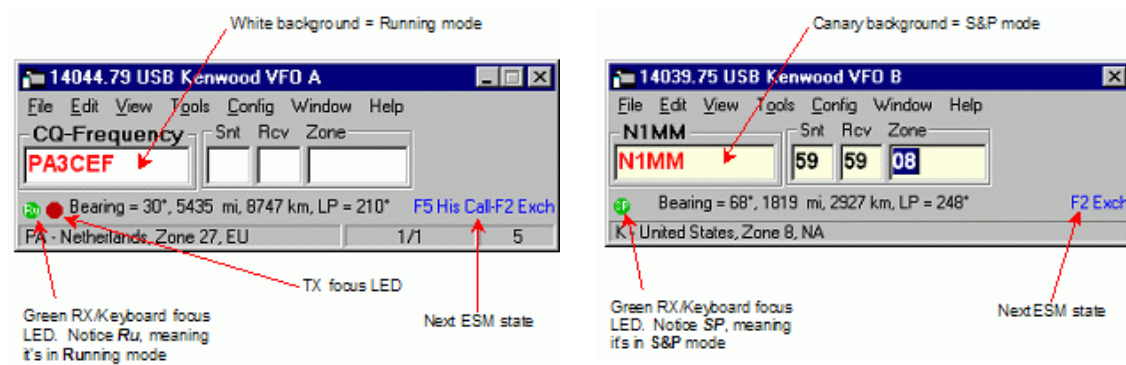 White background = Running mode
14044.79 USB Kenwood VFO A
File Edit View Tools Config Window Help
CQ-Frequency Snt Rcv Zone
PA3CEF
Ru Bearing = 30°, 5435 mi, 8747 km, LP = 210° F5 His Call-F2 Exch
PA - Netherlands, Zone 27, EU 1/1 5
TX focus LED
Green RX/Keyboard focus
LED. Notice Ru, meaning
it's in Running mode
Next ESM state
Canary background = S&P mode
14039.75 USB Kenwood VFO B
File Edit View Tools Config Window Help
N1MM Snt Rcv Zone
N1MM 59 59 08
SP Bearing = 68°, 1819 mi, 2927 km, LP = 248° F2 Exch
K - United States, Zone 8, NA
Green RX/Keyboard focus
LED. Notice SP, meaning
it's in S&P mode
Next ESM state